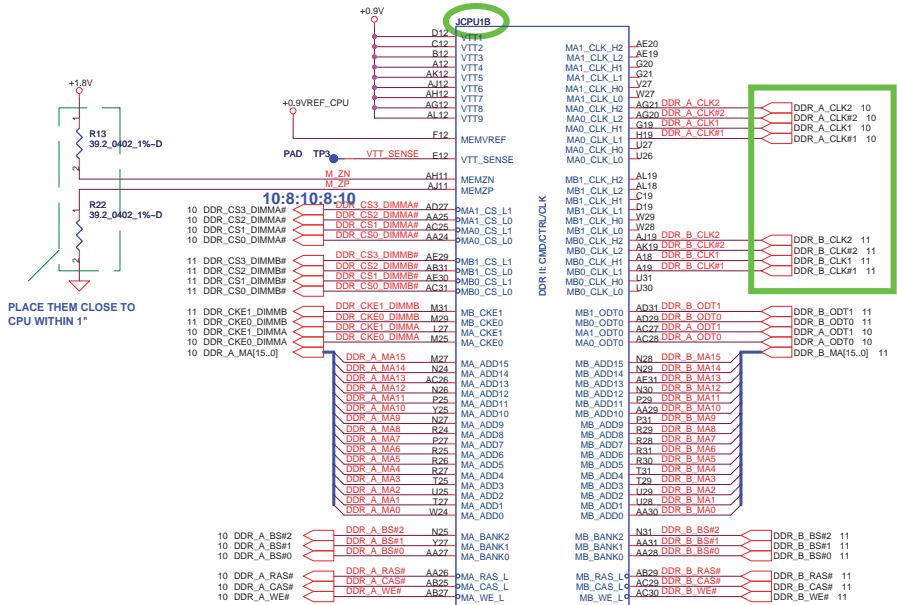 +0.9V
JCPU1B
D12 VTT1
C12 VTT2
B12 VTT3
A12 VTT4
AK12 VTT5
AJ12 VTT6
AH12 VTT7
AG12 VTT8
AL12 VTT9
+0.9VREF_CPU
F12 MEMVREF
PAD TP3 VTT_SENSE E12 VTT_SENSE
M_ZN AH11 MEMZN
M_ZP AJ11 MEMZP
+1.8V
1
R13
39.2_0402_1%~D
2
1
R22
39.2_0402_1%~D
2
PLACE THEM CLOSE TO
CPU WITHIN 1"
10:8:10:8:10
10 DDR_CS3_DIMMA# DDR_CS3_DIMMA# AD27 MA1_CS_L1
10 DDR_CS2_DIMMA# DDR_CS2_DIMMA# AA25 MA1_CS_L0
10 DDR_CS1_DIMMA# DDR_CS1_DIMMA# AC25 MA0_CS_L1
10 DDR_CS0_DIMMA# DDR_CS0_DIMMA# AA24 MA0_CS_L0
11 DDR_CS3_DIMMB# DDR_CS3_DIMMB# AE29 MB1_CS_L1
11 DDR_CS2_DIMMB# DDR_CS2_DIMMB# AB31 MB1_CS_L0
11 DDR_CS1_DIMMB# DDR_CS1_DIMMB# AE30 MB0_CS_L1
11 DDR_CS0_DIMMB# DDR_CS0_DIMMB# AC31 MB0_CS_L0
11 DDR_CKE1_DIMMB DDR_CKE1_DIMMB M31 MB_CKE1
11 DDR_CKE0_DIMMB DDR_CKE0_DIMMB M29 MB_CKE0
10 DDR_CKE1_DIMMA DDR_CKE1_DIMMA L27 MA_CKE1
10 DDR_CKE0_DIMMA DDR_CKE0_DIMMA M25 MA_CKE0
10 DDR_A_MA[15..0]
DDR_A_MA15 M27 MA_ADD15
DDR_A_MA14 N24 MA_ADD14
DDR_A_MA13 AC26 MA_ADD13
DDR_A_MA12 N26 MA_ADD12
DDR_A_MA11 P25 MA_ADD11
DDR_A_MA10 Y25 MA_ADD10
DDR_A_MA9 N27 MA_ADD9
DDR_A_MA8 R24 MA_ADD8
DDR_A_MA7 P27 MA_ADD7
DDR_A_MA6 R25 MA_ADD6
DDR_A_MA5 R26 MA_ADD5
DDR_A_MA4 R27 MA_ADD4
DDR_A_MA3 T25 MA_ADD3
DDR_A_MA2 U25 MA_ADD2
DDR_A_MA1 T27 MA_ADD1
DDR_A_MA0 W24 MA_ADD0
10 DDR_A_BS#2 DDR_A_BS#2 N25 MA_BANK2
10 DDR_A_BS#1 DDR_A_BS#1 Y27 MA_BANK1
10 DDR_A_BS#0 DDR_A_BS#0 AA27 MA_BANK0
10 DDR_A_RAS# DDR_A_RAS# AA26 MA_RAS_L
10 DDR_A_CAS# DDR_A_CAS# AB25 MA_CAS_L
10 DDR_A_WE# DDR_A_WE# AB27 MA_WE_L
DDR II: CMD/CTRL/CLK
MA1_CLK_H2 AE20
MA1_CLK_L2 AE19
MA1_CLK_H1 G20
MA1_CLK_L1 G21
MA1_CLK_H0 V27
MA1_CLK_L0 W27
MA0_CLK_H2 AG21 DDR_A_CLK2 DDR_A_CLK2 10
MA0_CLK_L2 AG20 DDR_A_CLK#2 DDR_A_CLK#2 10
MA0_CLK_H1 G19 DDR_A_CLK1 DDR_A_CLK1 10
MA0_CLK_L1 H19 DDR_A_CLK#1 DDR_A_CLK#1 10
MA0_CLK_H0 U27
MA0_CLK_L0 U26
MB1_CLK_H2 AL19
MB1_CLK_L2 AL18
MB1_CLK_H1 C19
MB1_CLK_L1 D19
MB1_CLK_H0 W29
MB1_CLK_L0 W28
MB0_CLK_H2 AJ19 DDR_B_CLK2 DDR_B_CLK2 11
MB0_CLK_L2 AK19 DDR_B_CLK#2 DDR_B_CLK#2 11
MB0_CLK_H1 A18 DDR_B_CLK1 DDR_B_CLK1 11
MB0_CLK_L1 A19 DDR_B_CLK#1 DDR_B_CLK#1 11
MB0_CLK_H0 U31
MB0_CLK_L0 U30
MB1_ODT0 AD31 DDR_B_ODT1 DDR_B_ODT1 11
MB0_ODT0 AD29 DDR_B_ODT0 DDR_B_ODT0 11
MA1_ODT0 AC27 DDR_A_ODT1 DDR_A_ODT1 10
MA0_ODT0 AC28 DDR_A_ODT0 DDR_A_ODT0 10
DDR_B_MA[15..0] 11
MB_ADD15 N28 DDR_B_MA15
MB_ADD14 N29 DDR_B_MA14
MB_ADD13 AE31 DDR_B_MA13
MB_ADD12 N30 DDR_B_MA12
MB_ADD11 P29 DDR_B_MA11
MB_ADD10 AA29 DDR_B_MA10
MB_ADD9 P31 DDR_B_MA9
MB_ADD8 R29 DDR_B_MA8
MB_ADD7 R28 DDR_B_MA7
MB_ADD6 R31 DDR_B_MA6
MB_ADD5 R30 DDR_B_MA5
MB_ADD4 T31 DDR_B_MA4
MB_ADD3 T29 DDR_B_MA3
MB_ADD2 U29 DDR_B_MA2
MB_ADD1 U28 DDR_B_MA1
MB_ADD0 AA30 DDR_B_MA0
MB_BANK2 N31 DDR_B_BS#2 DDR_B_BS#2 11
MB_BANK1 AA31 DDR_B_BS#1 DDR_B_BS#1 11
MB_BANK0 AA28 DDR_B_BS#0 DDR_B_BS#0 11
MB_RAS_L AB29 DDR_B_RAS# DDR_B_RAS# 11
MB_CAS_L AC29 DDR_B_CAS# DDR_B_CAS# 11
MB_WE_L AC30 DDR_B_WE# DDR_B_WE# 11